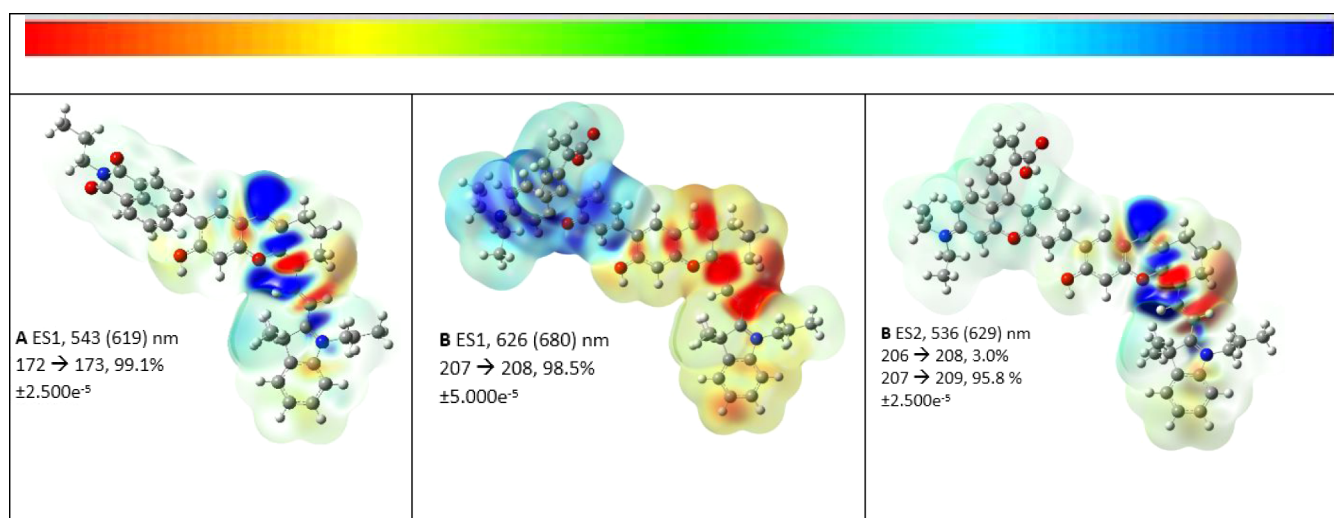 A ES1, 543 (619) nm
172 → 173, 99.1%
±2.500e⁻⁵
B ES1, 626 (680) nm
207 → 208, 98.5%
±5.000e⁻⁵
B ES2, 536 (629) nm
206 → 208, 3.0%
207 → 209, 95.8 %
±2.500e⁻⁵